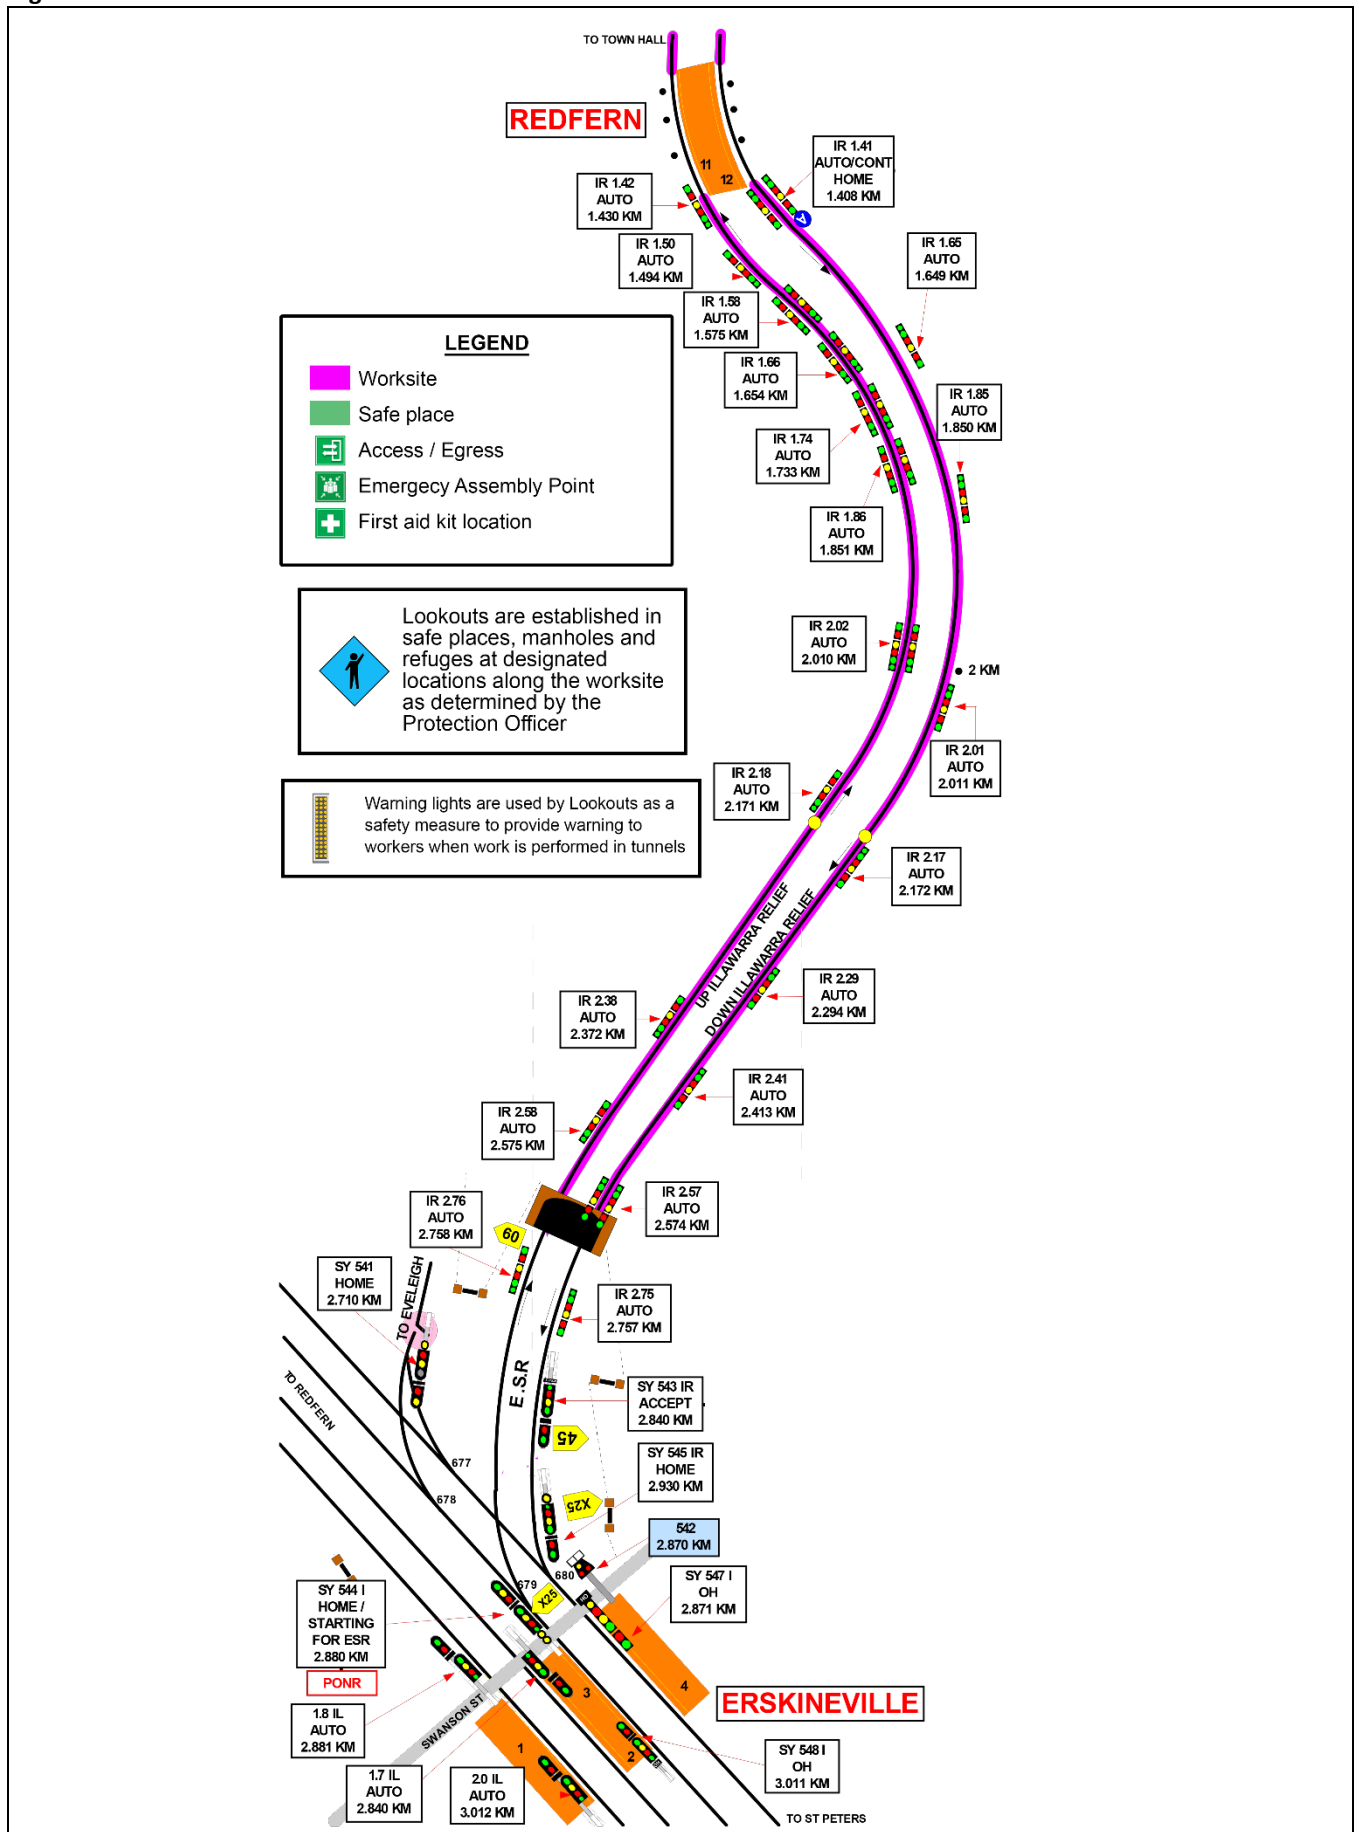 TO TOWN HALL
REDFERN
11
12
IR 1.41
AUTO/CONT
HOME
1.408 KM
IR 1.42
AUTO
1.430 KM
A
IR 1.50
AUTO
1.494 KM
IR 1.65
AUTO
1.649 KM
IR 1.58
AUTO
1.575 KM
LEGEND
Worksite
Safe place
Access / Egress
Emergecy Assembly Point
First aid kit location
IR 1.66
AUTO
1.654 KM
IR 1.85
AUTO
1.850 KM
IR 1.74
AUTO
1.733 KM
IR 1.86
AUTO
1.851 KM
Lookouts are established in
safe places, manholes and
refuges at designated
locations along the worksite
as determined by the
Protection Officer
IR 2.02
AUTO
2.010 KM
2 KM
IR 2.01
AUTO
2.011 KM
IR 2.18
AUTO
2.171 KM
Warning lights are used by Lookouts as a
safety measure to provide warning to
workers when work is performed in tunnels
IR 2.17
AUTO
2.172 KM
UP ILLAWARRA RELIEF
DOWN ILLAWARRA RELIEF
IR 2.29
AUTO
2.294 KM
IR 2.38
AUTO
2.372 KM
IR 2.41
AUTO
2.413 KM
IR 2.58
AUTO
2.575 KM
IR 2.57
AUTO
2.574 KM
IR 2.76
AUTO
2.758 KM
60
SY 541
HOME
2.710 KM
TO EVELEIGH
IR 2.75
AUTO
2.757 KM
E.S.R
TO REDFERN
SY 543 IR
ACCEPT
2.840 KM
45
677
SY 545 IR
HOME
2.930 KM
678
X25
542
2.870 KM
680
679
X25
SY 547 I
OH
2.871 KM
SY 544 I
HOME /
STARTING
FOR ESR
2.880 KM
PONR
4
3
ERSKINEVILLE
1.8 IL
AUTO
2.881 KM
SWANSON ST
1
2
SY 548 I
OH
3.011 KM
1.7 IL
AUTO
2.840 KM
2.0 IL
AUTO
3.012 KM
TO ST PETERS